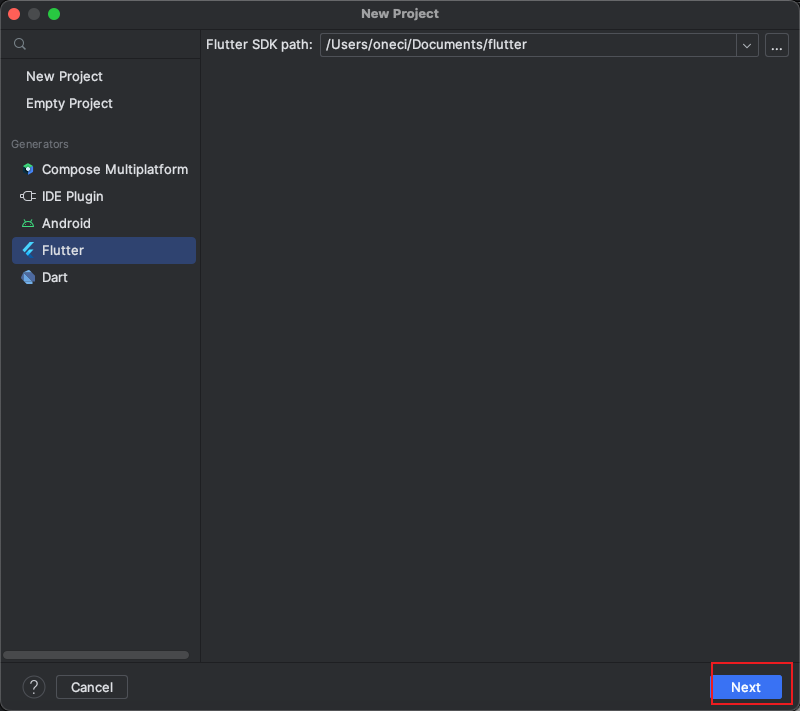 New Project
Flutter SDK path: /Users/oneci/Documents/flutter ...
New Project
Empty Project
Generators
Compose Multiplatform
IDE Plugin
Android
Flutter
Dart
? Cancel Next